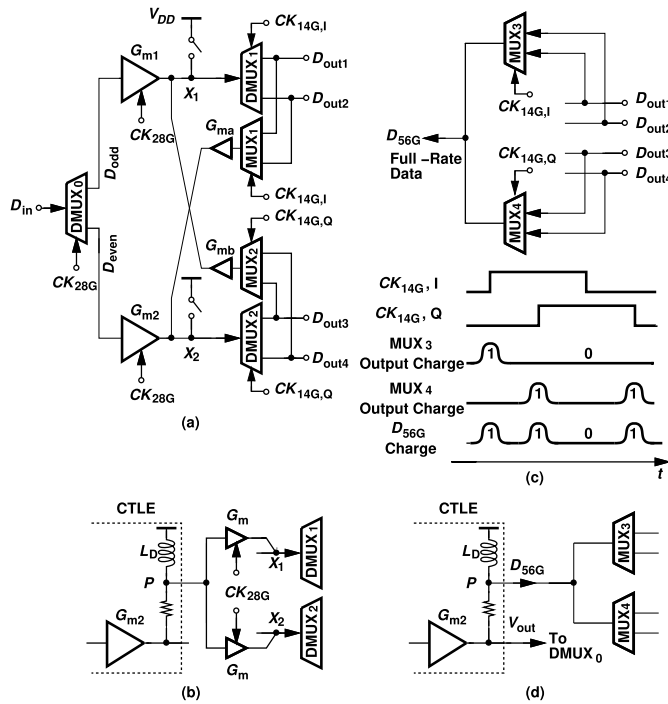 V_DD
G_m1
CK_14G,I
DMUX_1
D_out1
D_out2
X_1
CK_28G
G_ma
MUX_1
D_odd
CK_14G,I
D_in
DMUX_0
CK_14G,Q
D_even
G_mb
MUX_2
CK_28G
G_m2
D_out3
X_2
DMUX_2
D_out4
CK_28G
CK_14G,Q
(a)
MUX_3
CK_14G,I
D_out1
D_out2
D_56G
Full –Rate
Data
CK_14G,Q
D_out3
D_out4
MUX_4
CK_14G, I
CK_14G, Q
MUX_3
Output Charge
1
0
MUX_4
Output Charge
1
1
D_56G
Charge
1
1
0
1
t
(c)
CTLE
L_D
P
G_m2
G_m
X_1
DMUX_1
CK_28G
X_2
DMUX_2
G_m
(b)
CTLE
L_D
D_56G
P
MUX_3
G_m2
V_out
MUX_4
To
DMUX_0
(d)